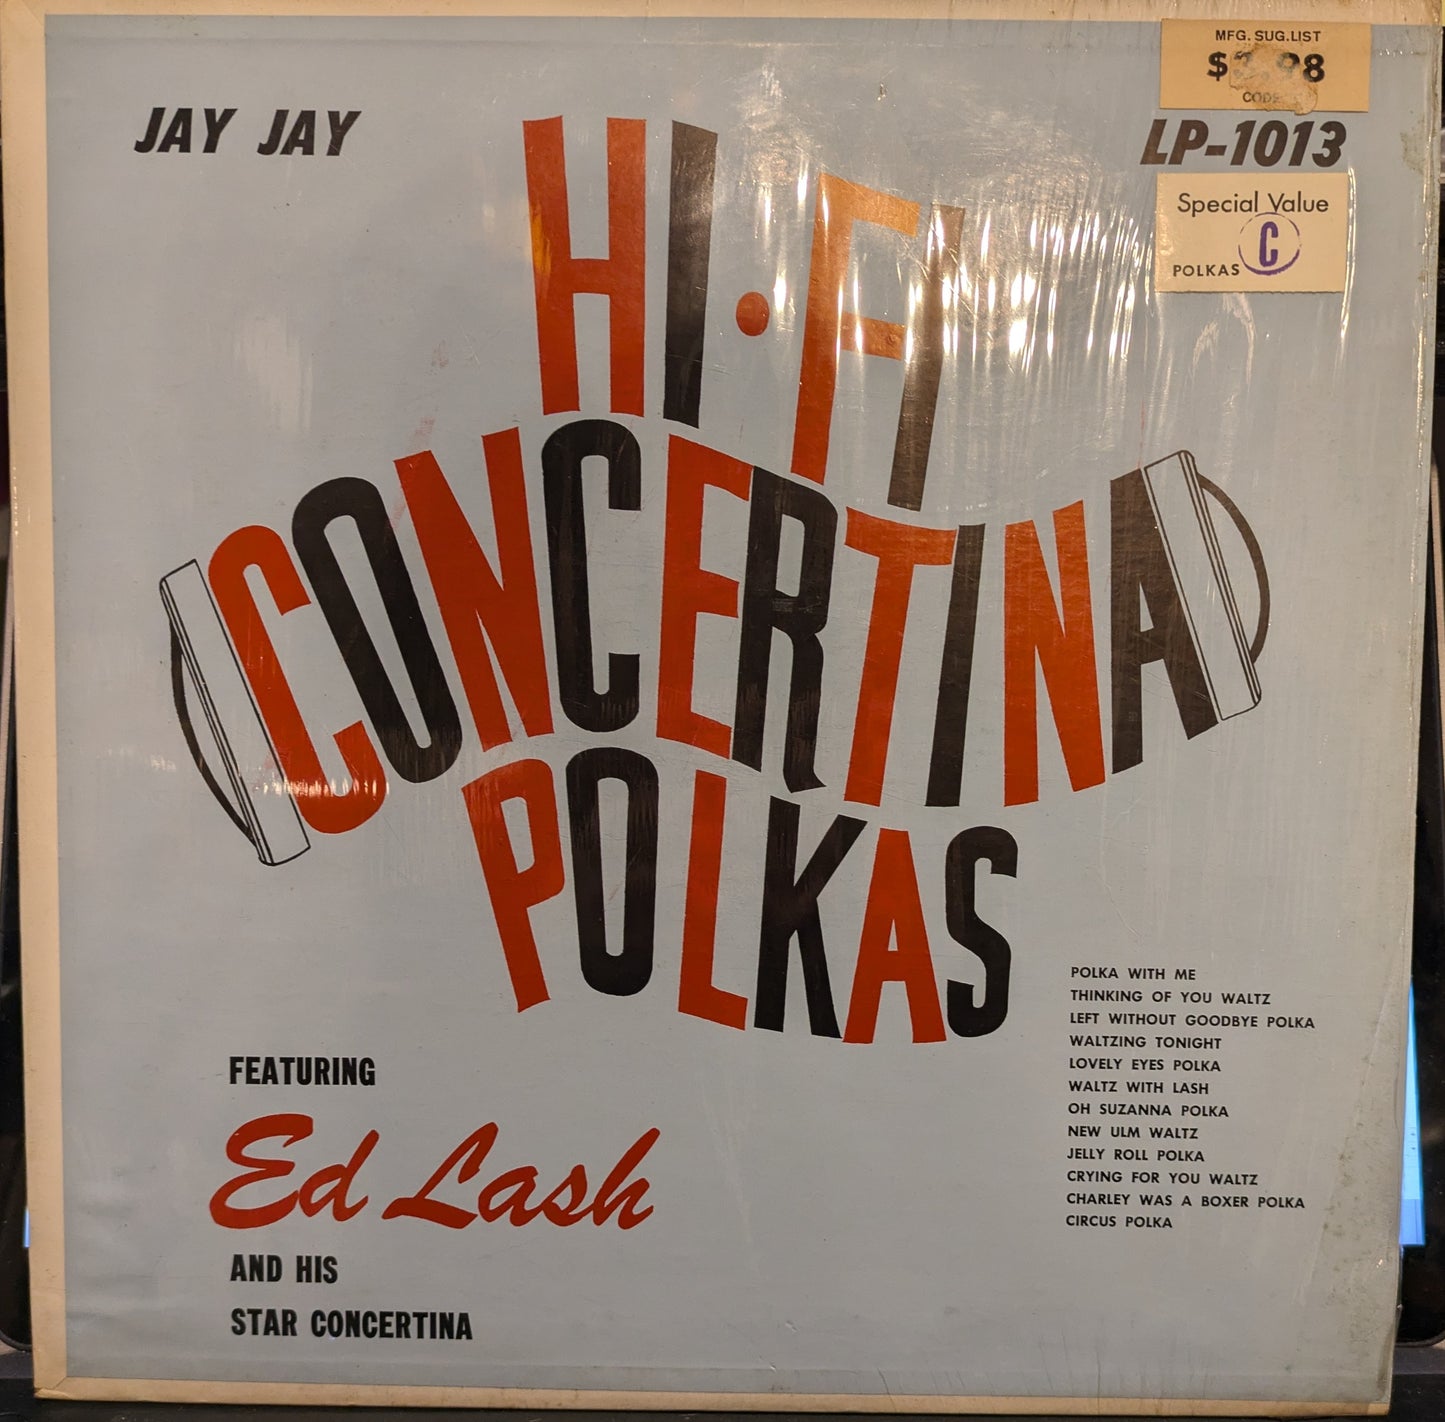 MFG. SUG. LIST
JAY JAY
LP-1013
Special Value
C
POLKAS
HI-FI
CONCERTINA
POLKAS
POLKA WITH ME
THINKING OF YOU WALTZ
LEFT WITHOUT GOODBYE POLKA
WALTZING TONIGHT
LOVELY EYES POLKA
WALTZ WITH LASH
OH SUZANNA POLKA
NEW ULM WALTZ
JELLY ROLL POLKA
CRYING FOR YOU WALTZ
CHARLEY WAS A BOXER POLKA
CIRCUS POLKA
FEATURING
Ed Lash
AND HIS
STAR CONCERTINA